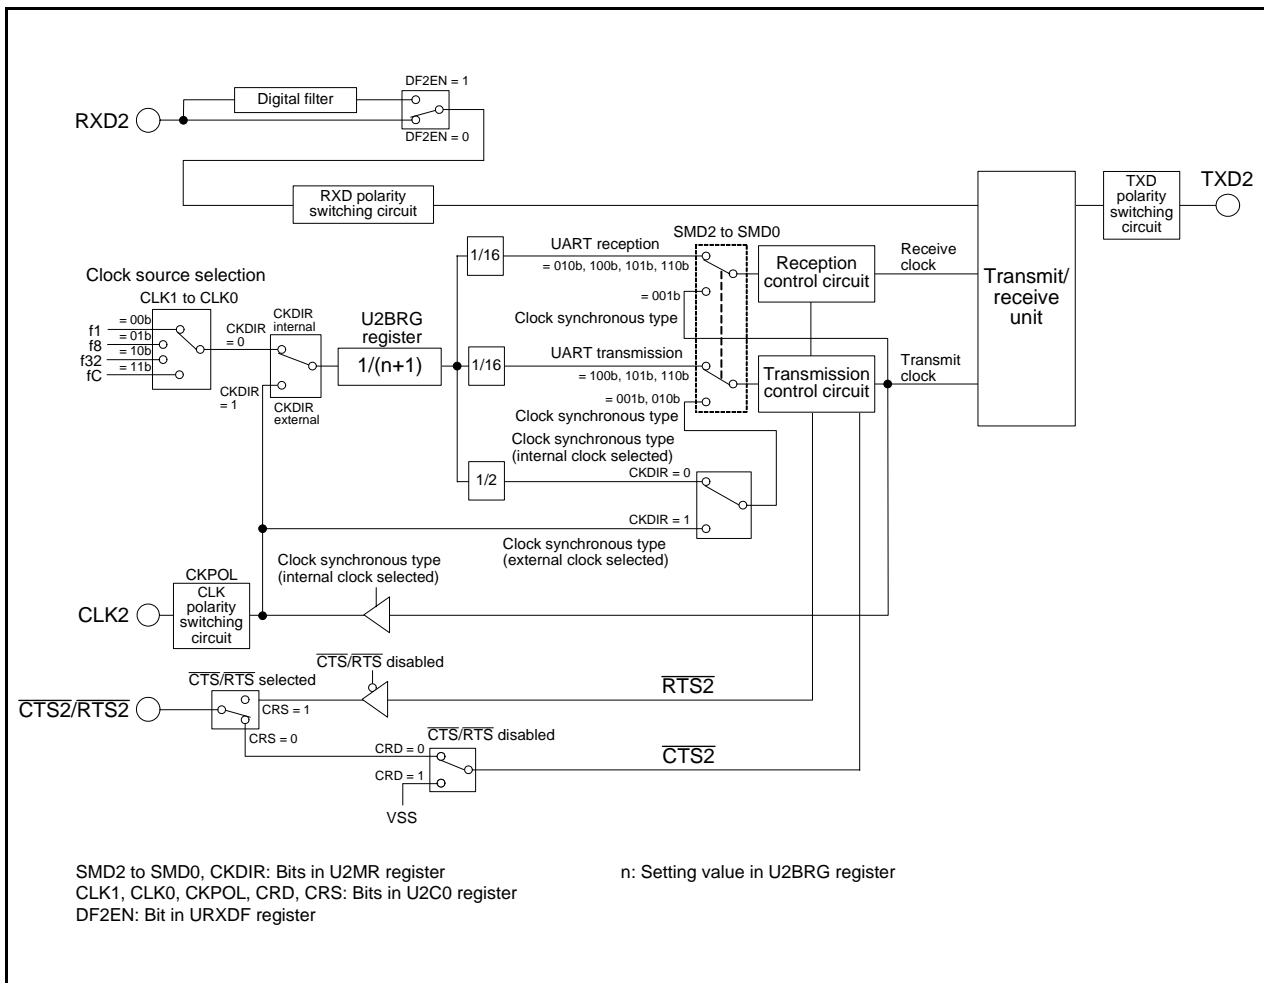 DF2EN = 1
Digital filter
RXD2
DF2EN = 0
RXD polarity
switching circuit
TXD
polarity
switching
circuit
TXD2
Clock source selection
CLK1 to CLK0
= 00b
f1
= 01b
f8
= 10b
f32
= 11b
fC
CKDIR
= 0
CKDIR
= 1
CKDIR
internal
CKDIR
external
U2BRG
register
1/(n+1)
1/16
UART reception
= 010b, 100b, 101b, 110b
SMD2 to SMD0
= 001b
Clock synchronous type
Reception
control circuit
Receive
clock
Transmit/
receive
unit
1/16
UART transmission
= 100b, 101b, 110b
= 001b, 010b
Clock synchronous type
Transmission
control circuit
Transmit
clock
Clock synchronous type
(internal clock selected)
1/2
CKDIR = 0
CKDIR = 1
Clock synchronous type
(external clock selected)
Clock synchronous type
(internal clock selected)
CKPOL
CLK2
CLK
polarity
switching
circuit
CTS/RTS disabled
CTS/RTS selected
RTS2
CTS2/RTS2
CRS = 1
CRS = 0
CTS/RTS disabled
CRD = 0
CTS2
CRD = 1
VSS
SMD2 to SMD0, CKDIR: Bits in U2MR register
n: Setting value in U2BRG register
CLK1, CLK0, CKPOL, CRD, CRS: Bits in U2C0 register
DF2EN: Bit in URXDF register